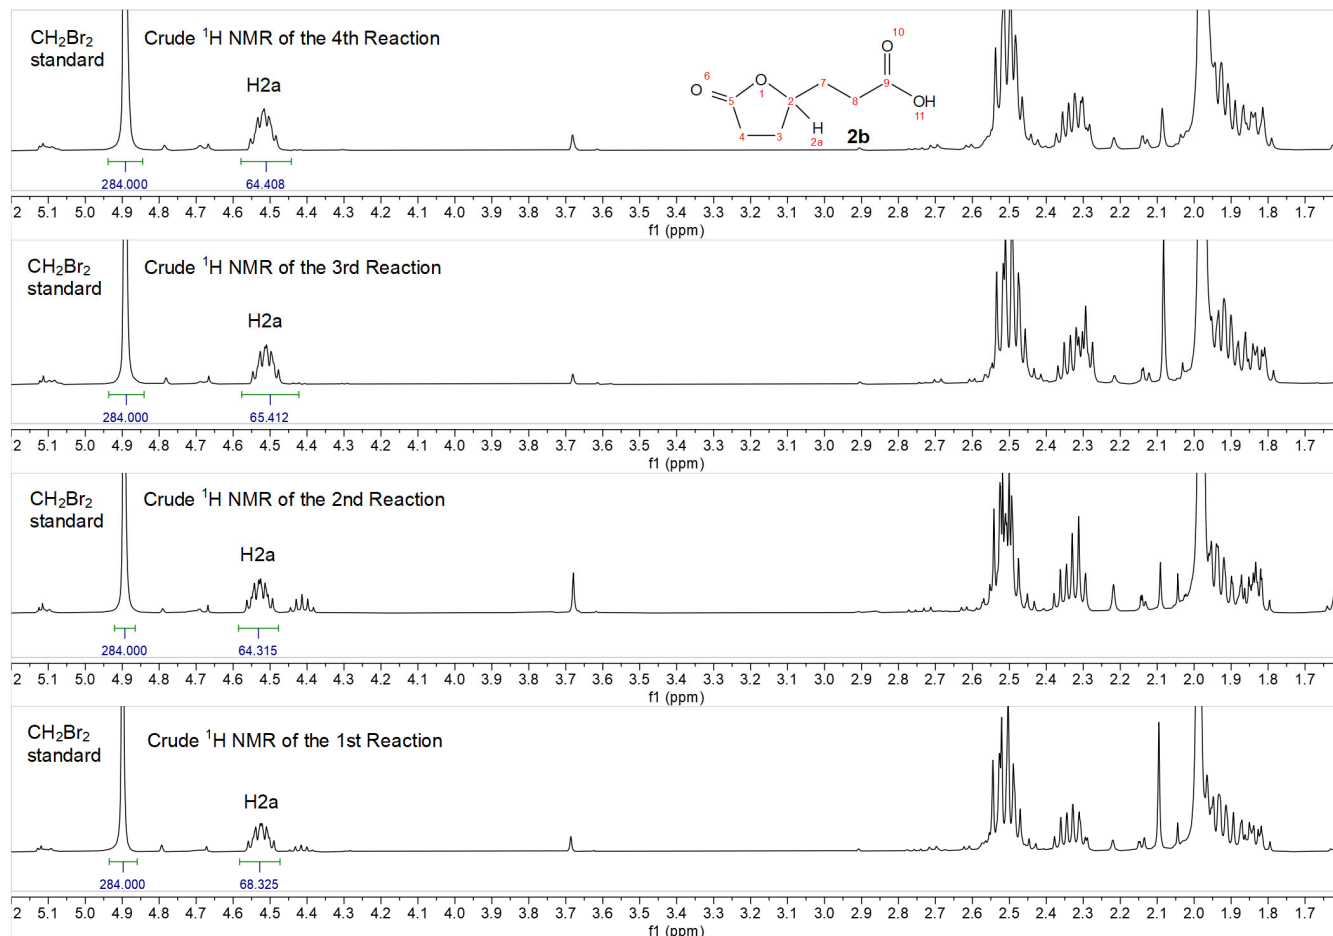 CH2Br2
standard
Crude 1H NMR of the 4th Reaction
H2a
O
10
6
O
O
1
5
2
7
8
9
OH
11
4
3
H
2a
2b
284.000
64.408
2 5.1 5.0 4.9 4.8 4.7 4.6 4.5 4.4 4.3 4.2 4.1 4.0 3.9 3.8 3.7 3.6 3.5 3.4 3.3 3.2 3.1 3.0 2.9 2.8 2.7 2.6 2.5 2.4 2.3 2.2 2.1 2.0 1.9 1.8 1.7
f1 (ppm)
CH2Br2
standard
Crude 1H NMR of the 3rd Reaction
H2a
284.000
65.412
2 5.1 5.0 4.9 4.8 4.7 4.6 4.5 4.4 4.3 4.2 4.1 4.0 3.9 3.8 3.7 3.6 3.5 3.4 3.3 3.2 3.1 3.0 2.9 2.8 2.7 2.6 2.5 2.4 2.3 2.2 2.1 2.0 1.9 1.8 1.7
f1 (ppm)
CH2Br2
standard
Crude 1H NMR of the 2nd Reaction
H2a
284.000
64.315
2 5.1 5.0 4.9 4.8 4.7 4.6 4.5 4.4 4.3 4.2 4.1 4.0 3.9 3.8 3.7 3.6 3.5 3.4 3.3 3.2 3.1 3.0 2.9 2.8 2.7 2.6 2.5 2.4 2.3 2.2 2.1 2.0 1.9 1.8 1.7
f1 (ppm)
CH2Br2
standard
Crude 1H NMR of the 1st Reaction
H2a
284.000
68.325
2 5.1 5.0 4.9 4.8 4.7 4.6 4.5 4.4 4.3 4.2 4.1 4.0 3.9 3.8 3.7 3.6 3.5 3.4 3.3 3.2 3.1 3.0 2.9 2.8 2.7 2.6 2.5 2.4 2.3 2.2 2.1 2.0 1.9 1.8 1.7
f1 (ppm)